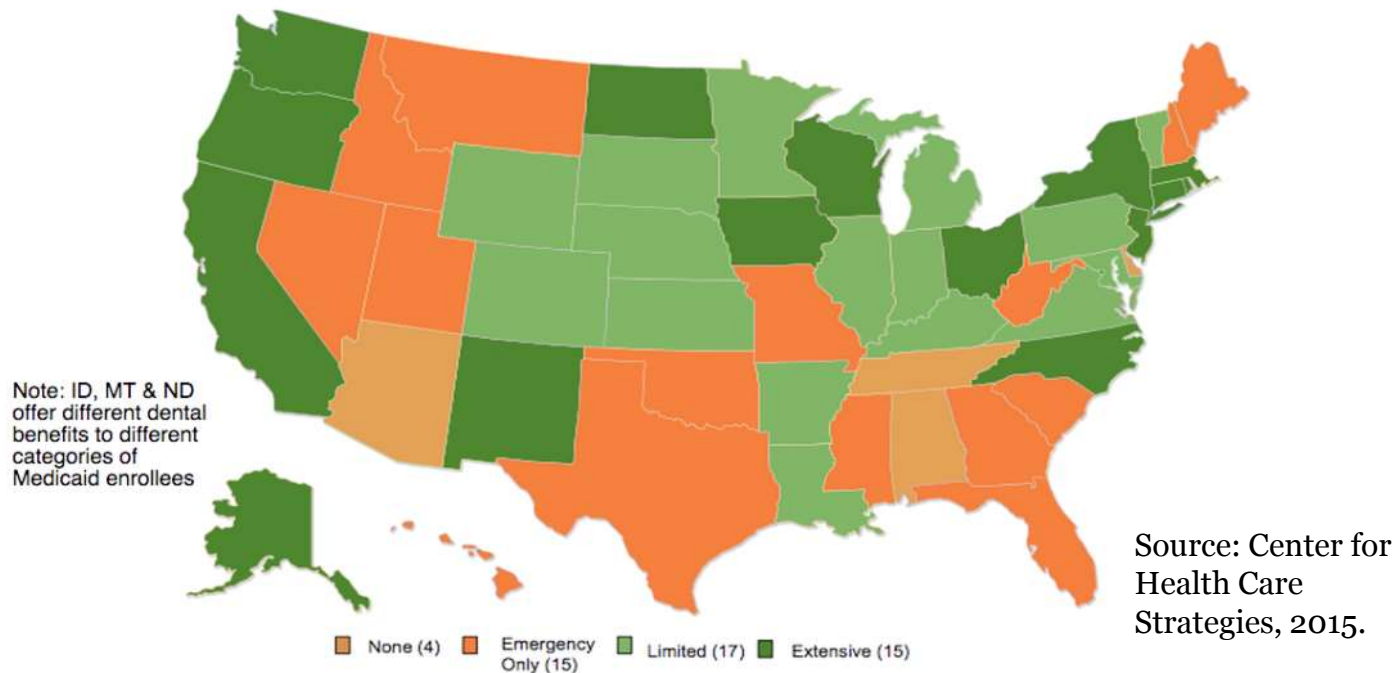 Note: ID, MT & ND
offer different dental
benefits to different
categories of
Medicaid enrollees
Source: Center for
Health Care
Strategies, 2015.
None (4)
Emergency
Only (15)
Limited (17)
Extensive (15)